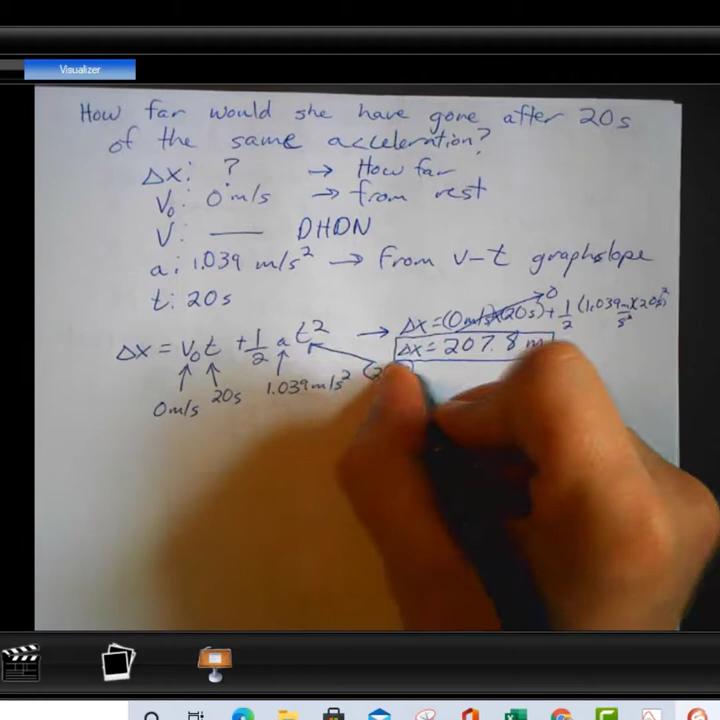 Visualizer
How far would she have gone after 20s
of the same acceleration?
Δx: ? → How far
V₀: 0 m/s → from rest
V: — DHDN
a: 1.039 m/s² → From v-t graph slope
t: 20s
Δx = V₀t + 1/2 at² → Δx = (0m/s)(20s) + 1/2 (1.039 m/s²)(20s)²
0
Δx = 207.8 m
0m/s 20s 1.039 m/s²